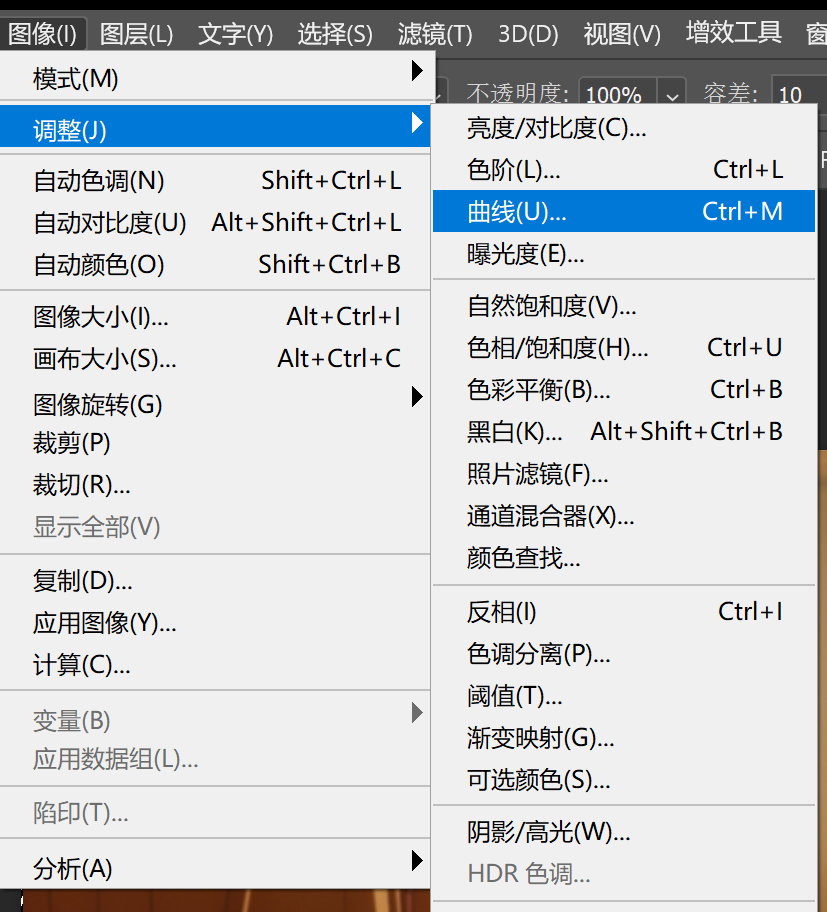 图像(I) 图层(L) 文字(Y) 选择(S) 滤镜(T) 3D(D) 视图(V) 增效工具 窗
不透明度: 100% 容差: 10
模式(M)
调整(J)
自动色调(N) Shift+Ctrl+L
自动对比度(U) Alt+Shift+Ctrl+L
自动颜色(O) Shift+Ctrl+B
图像大小(I)... Alt+Ctrl+I
画布大小(S)... Alt+Ctrl+C
图像旋转(G)
裁剪(P)
裁切(R)...
显示全部(V)
复制(D)...
应用图像(Y)...
计算(C)...
变量(B)
应用数据组(L)...
陷印(T)...
分析(A)
亮度/对比度(C)...
色阶(L)... Ctrl+L
曲线(U)... Ctrl+M
曝光度(E)...
自然饱和度(V)...
色相/饱和度(H)... Ctrl+U
色彩平衡(B)... Ctrl+B
黑白(K)... Alt+Shift+Ctrl+B
照片滤镜(F)...
通道混合器(X)...
颜色查找...
反相(I) Ctrl+I
色调分离(P)...
阈值(T)...
渐变映射(G)...
可选颜色(S)...
阴影/高光(W)...
HDR 色调...